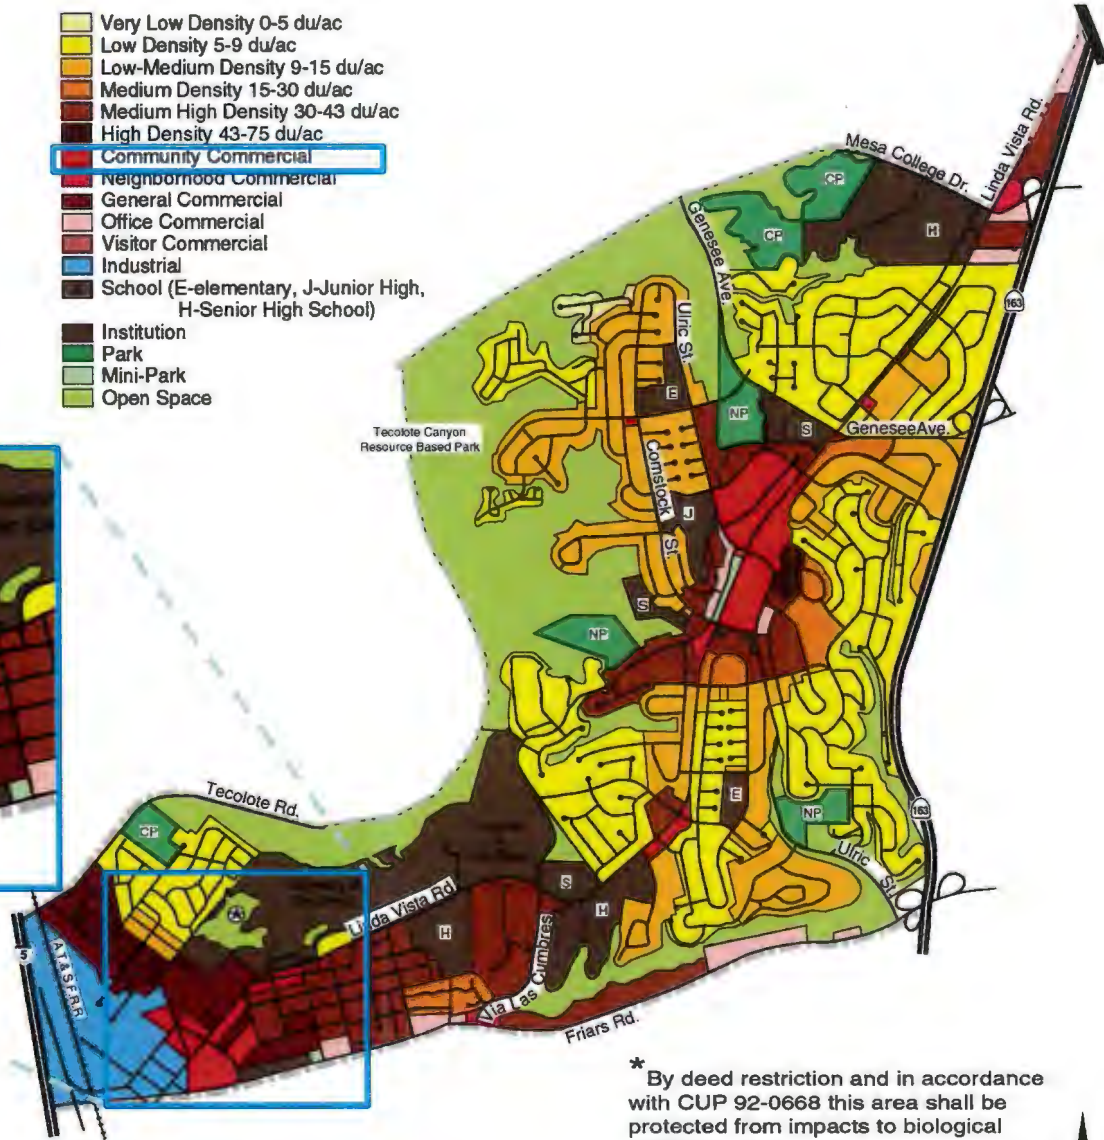 Very Low Density 0-5 du/ac
Low Density 5-9 du/ac
Low-Medium Density 9-15 du/ac
Medium Density 15-30 du/ac
Medium High Density 30-43 du/ac
High Density 43-75 du/ac
Community Commercial
Neighborhood Commercial
General Commercial
Office Commercial
Visitor Commercial
Industrial
School (E-elementary, J-Junior High,
H-Senior High School)
Institution
Park
Mini-Park
Open Space
Mesa College Dr.
Linda Vista Rd.
CP
CP
H
Genesee Ave.
163
Ulric St.
E
NP
S
Genesee Ave.
Tecolote Canyon
Resource Based Park
Comstock St.
J
S
NP
E
NP
163
Ulric St.
Tecolote Rd.
CP
Linda Vista Rd.
S
H
H
Via Las Cumbres
5
A.T.& S.F.R.R
Friars Rd.
*By deed restriction and in accordance
with CUP 92-0668 this area shall be
protected from impacts to biological